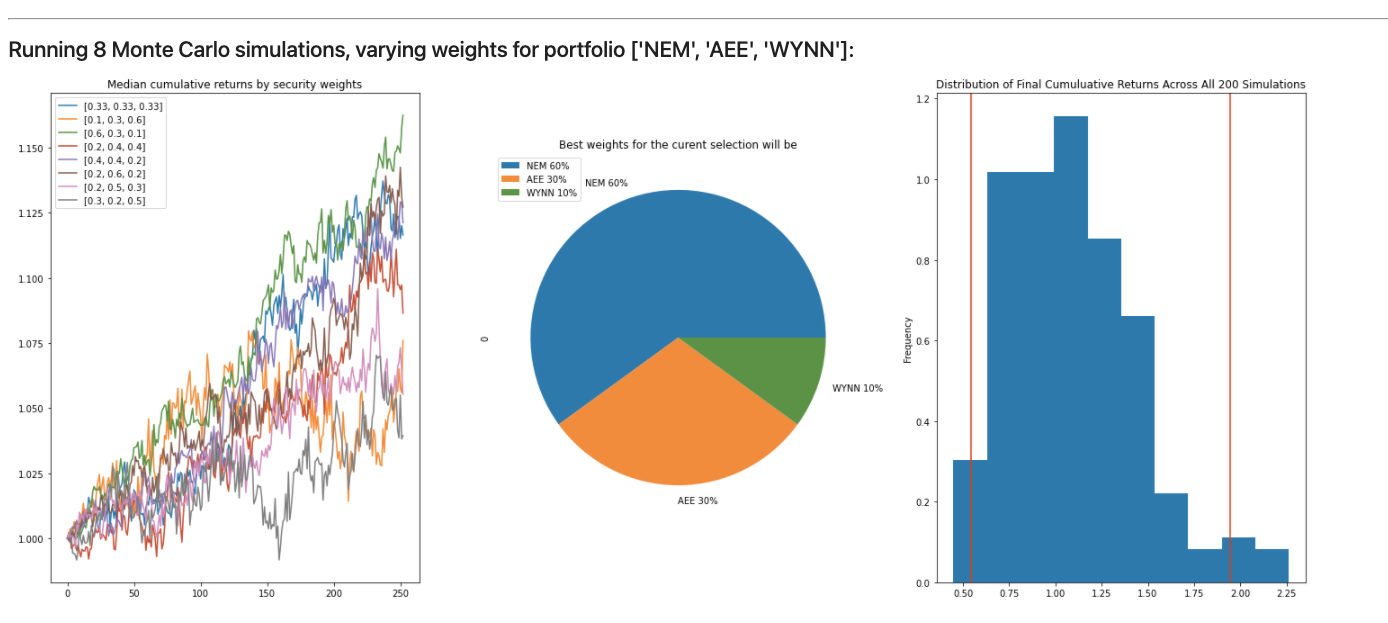 Running 8 Monte Carlo simulations, varying weights for portfolio ['NEM', 'AEE', 'WYNN']:
Median cumulative returns by security weights
[0.33, 0.33, 0.33]
[0.1, 0.3, 0.6]
[0.6, 0.3, 0.1]
[0.2, 0.4, 0.4]
[0.4, 0.4, 0.2]
[0.2, 0.6, 0.2]
[0.2, 0.5, 0.3]
[0.3, 0.2, 0.5]
1.150
1.125
1.100
1.075
1.050
1.025
1.000
0 50 100 150 200 250
Best weights for the curent selection will be
NEM 60%
AEE 30%
WYNN 10%
NEM 60%
0
WYNN 10%
AEE 30%
Distribution of Final Cumuluative Returns Across All 200 Simulations
Frequency
1.2
1.0
0.8
0.6
0.4
0.2
0.0
0.50 0.75 1.00 1.25 1.50 1.75 2.00 2.25